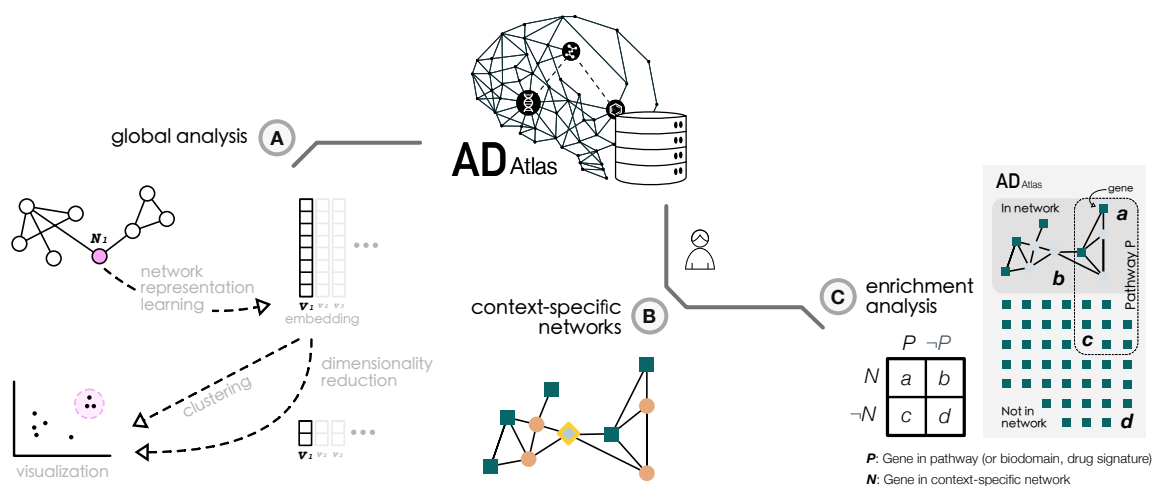 AD Atlas
global analysis
A
N1
network
representation
learning
V1 V2 V3
embedding
clustering
dimensionality
reduction
V1 V2 V3
visualization
context-specific
networks
B
C
enrichment
analysis
P ¬P
N a b
¬N c d
AD Atlas
gene
In network
a
b
Pathway P
c
Not in
network
d
P: Gene in pathway (or biodomain, drug signature)
N: Gene in context-specific network